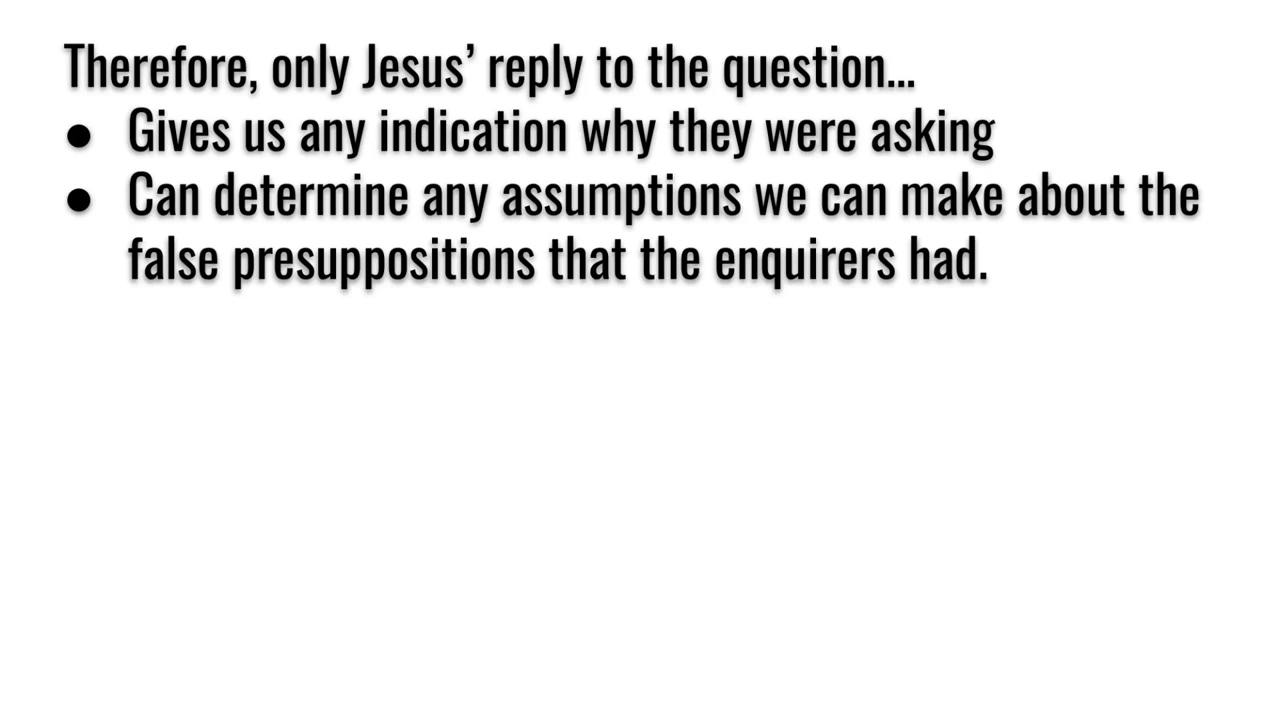 Therefore, only Jesus’ reply to the question...
● Gives us any indication why they were asking
● Can determine any assumptions we can make about the
false presuppositions that the enquirers had.